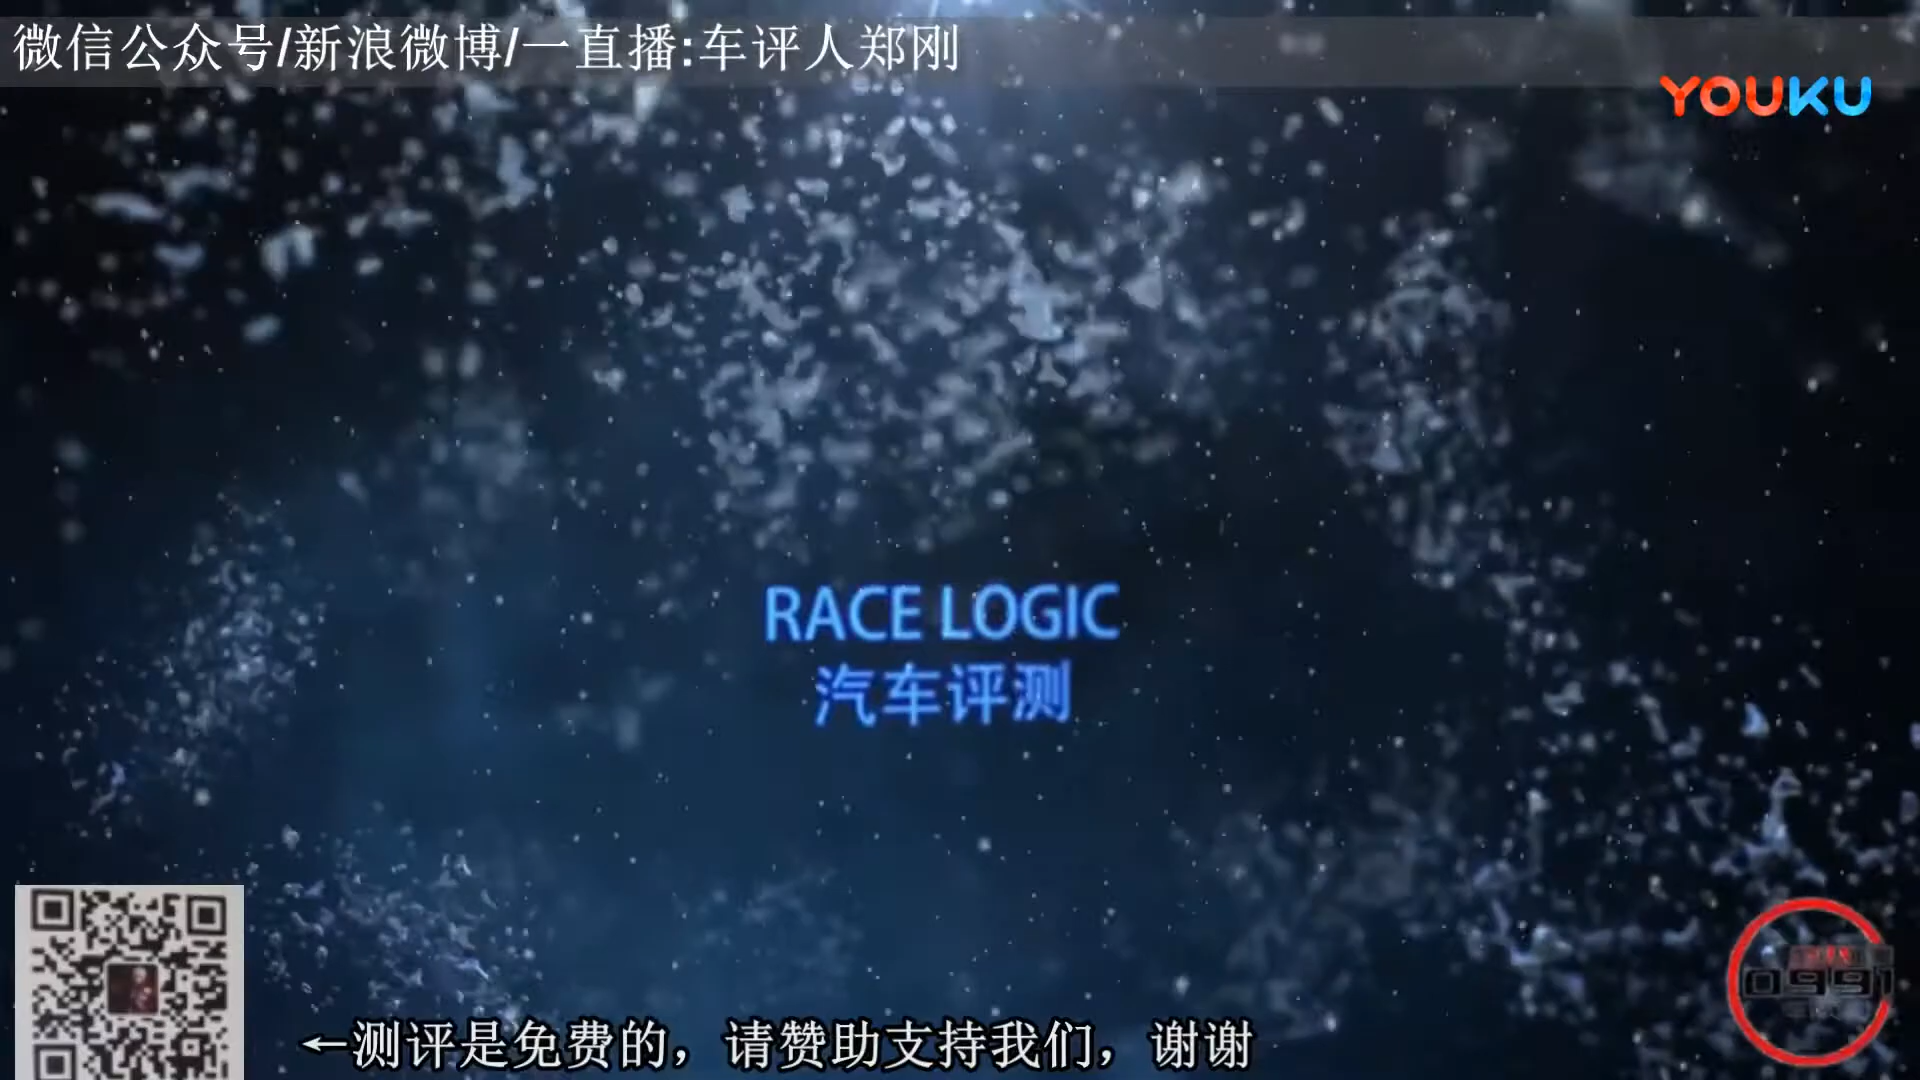 微信公众号/新浪微博/一直播:车评人郑刚
YOUKU
RACE LOGIC
汽车评测
0991
←测评是免费的，请赞助支持我们，谢谢